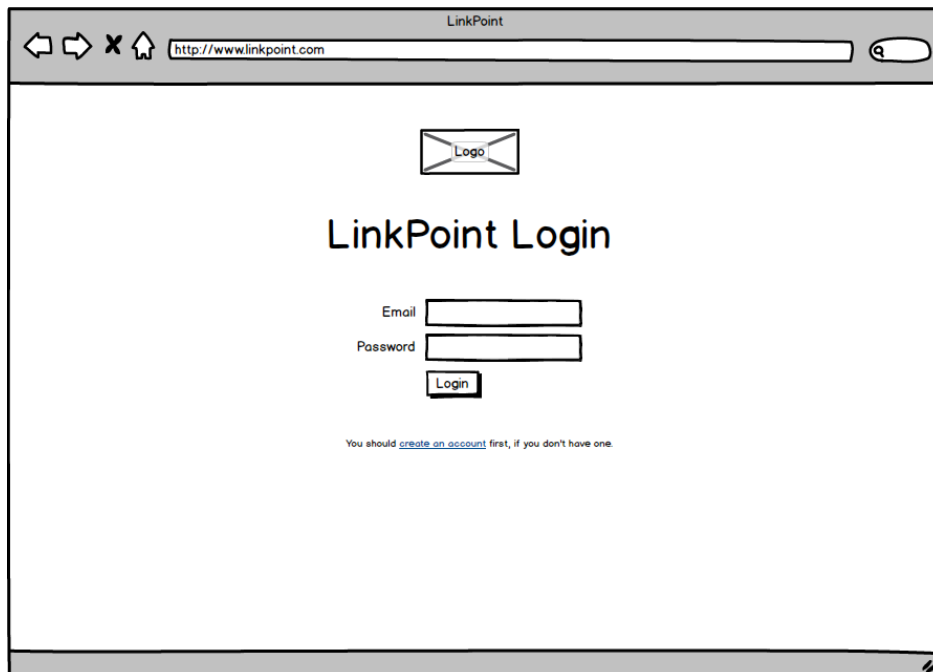 LinkPoint
http://www.linkpoint.com
Logo
LinkPoint Login
Email
Password
Login
You should create an account first, if you don't have one.